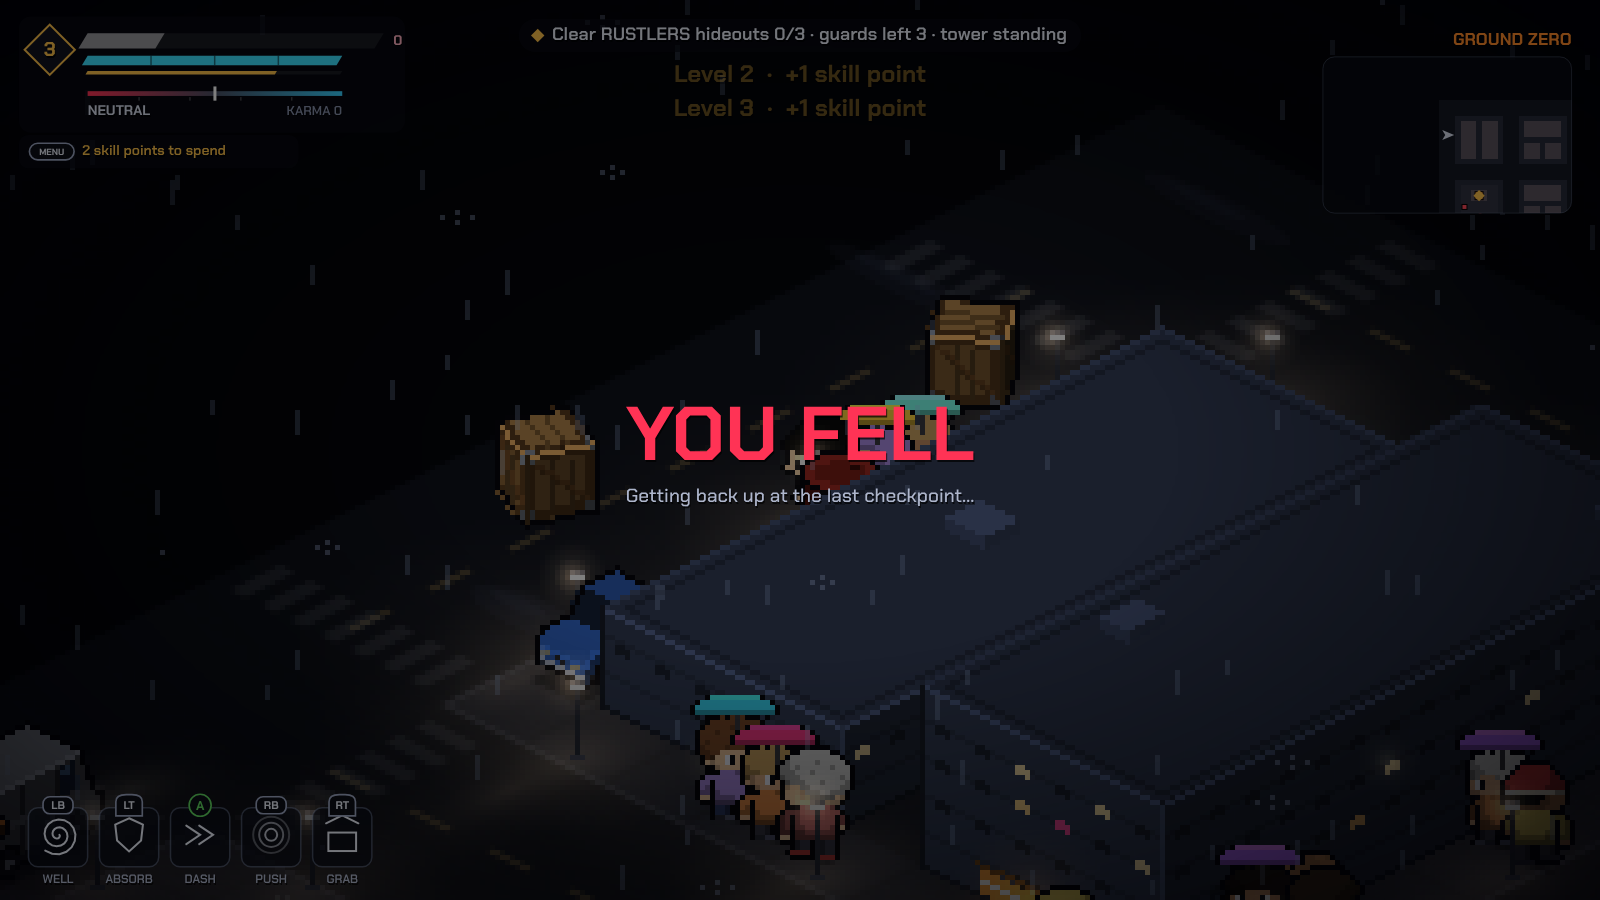 3
0
NEUTRAL
KARMA 0
MENU
2 skill points to spend
Clear RUSTLERS hideouts 0/3 · guards left 3 · tower standing
Level 2 · +1 skill point
Level 3 · +1 skill point
GROUND ZERO
YOU FELL
Getting back up at the last checkpoint...
LB
LT
A
RB
RT
WELL
ABSORB
DASH
PUSH
GRAB